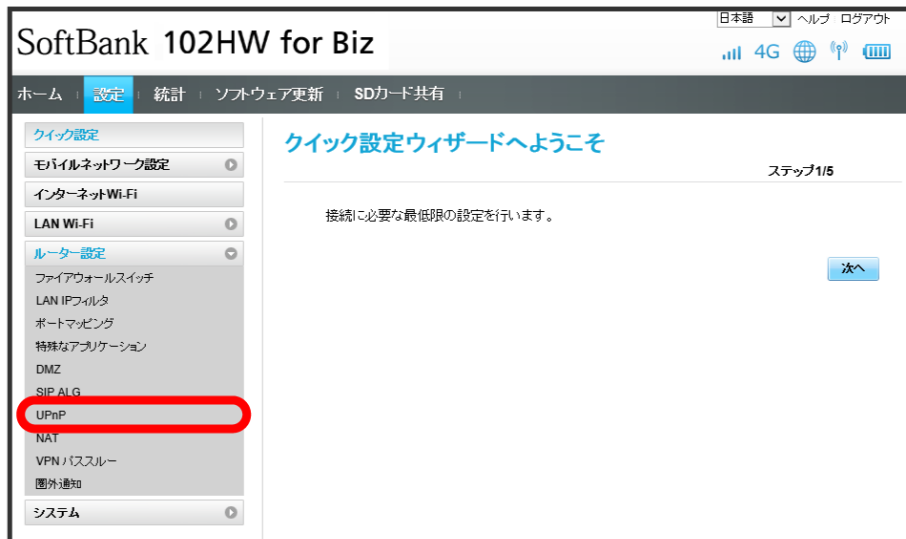 日本語 ヘルプ ログアウト
SoftBank 102HW for Biz
4G
ホーム 設定 統計 ソフトウェア更新 SDカード共有
クイック設定
モバイルネットワーク設定
インターネットWi-Fi
LAN Wi-Fi
ルーター設定
ファイアウォールスイッチ
LAN IPフィルタ
ポートマッピング
特殊なアプリケーション
DMZ
SIP ALG
UPnP
NAT
VPN パススルー
圏外通知
システム
クイック設定ウィザードへようこそ
ステップ1/5
接続に必要な最低限の設定を行います。
次へ